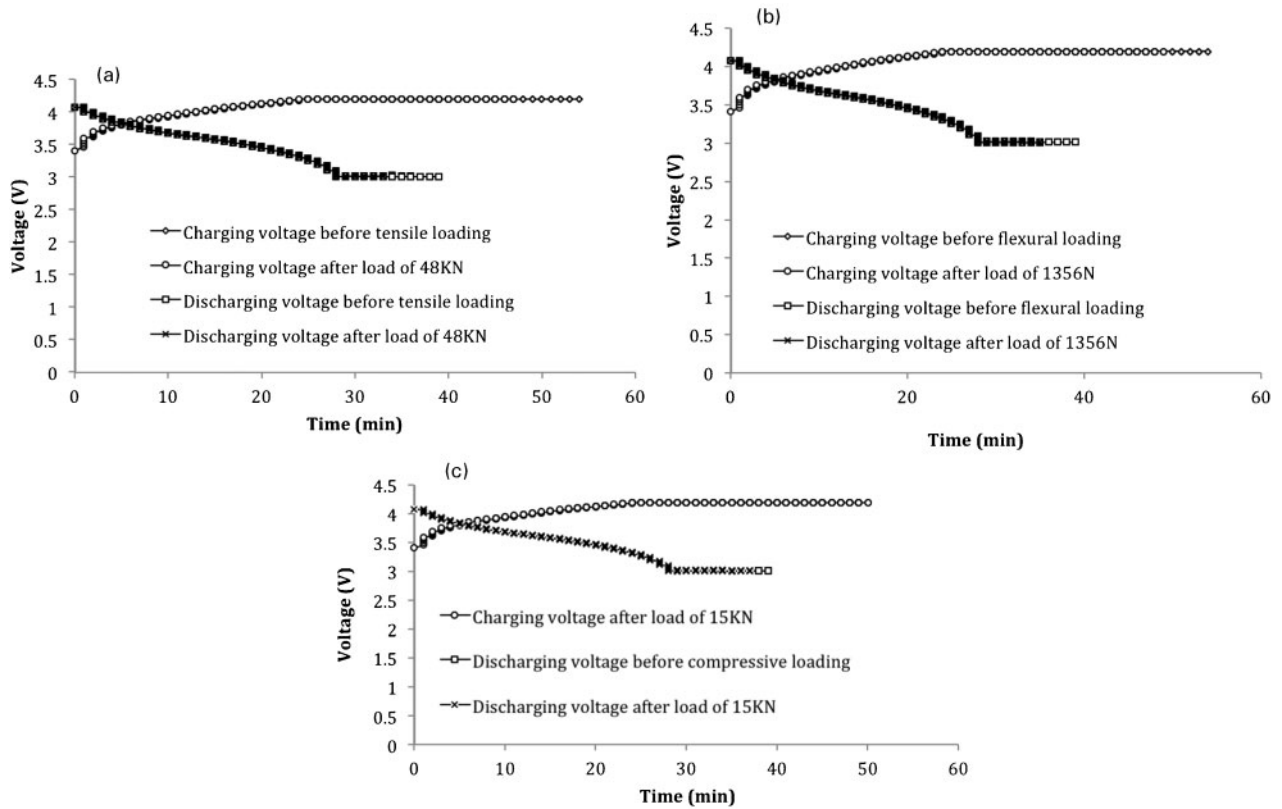 (a)
4.5
4
3.5
3
2.5
2
1.5
1
0.5
0
Voltage (V)
Charging voltage before tensile loading
Charging voltage after load of 48KN
Discharging voltage before tensile loading
Discharging voltage after load of 48KN
0 10 20 30 40 50 60
Time (min)
(b)
4.5
4
3.5
3
2.5
2
1.5
1
0.5
0
Voltage (V)
Charging voltage before flexural loading
Charging voltage after load of 1356N
Discharging voltage before flexural loading
Discharging voltage after load of 1356N
0 20 40 60
Time (min)
(c)
4.5
4
3.5
3
2.5
2
1.5
1
0.5
0
Voltage (V)
Charging voltage after load of 15KN
Discharging voltage before compressive loading
Discharging voltage after load of 15KN
0 10 20 30 40 50 60
Time (min)